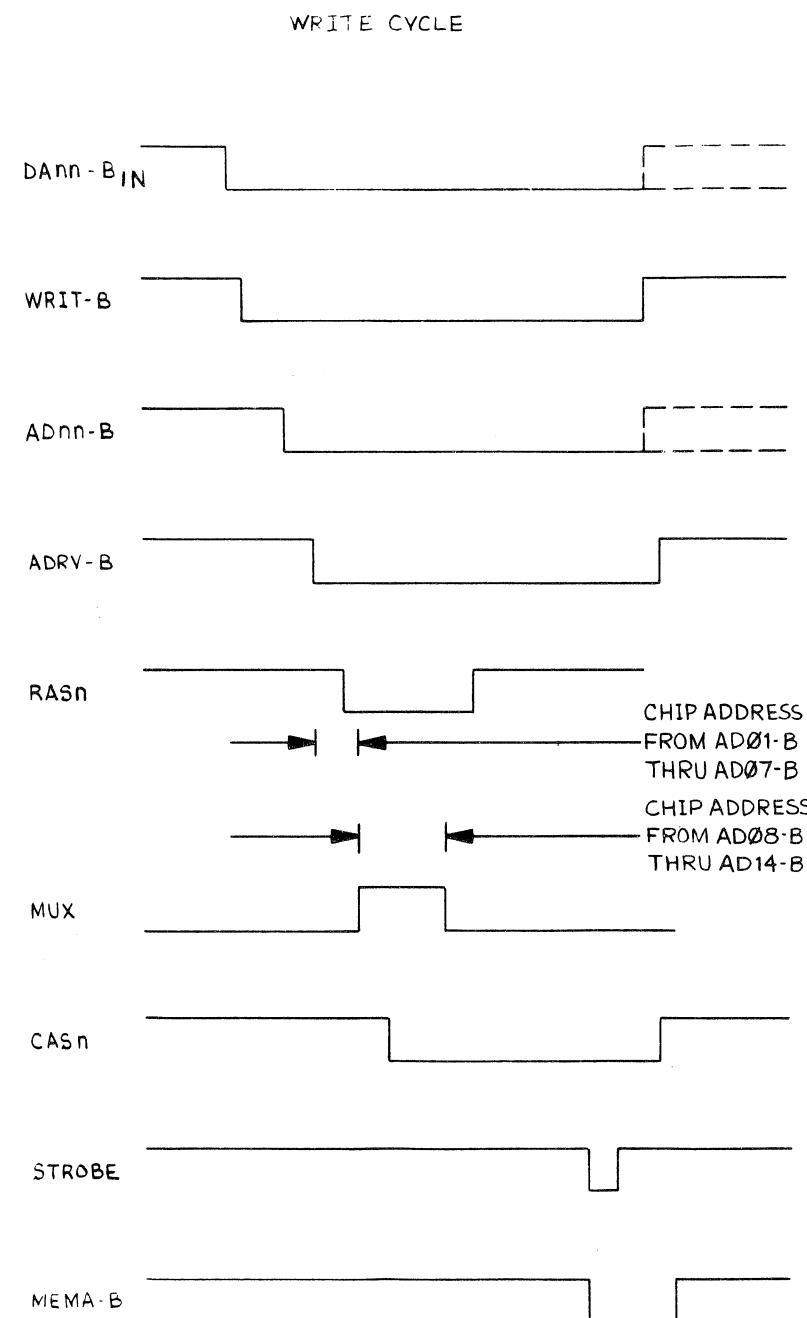 WRITE CYCLE
DAnn-BIN
WRIT-B
ADnn-B
ADRV-B
RASn
CHIP ADDRESS
FROM ADØ1-B
THRU ADØ7-B
CHIP ADDRESS
FROM ADØ8-B
THRU AD14-B
MUX
CASn
STROBE
MEMA-B